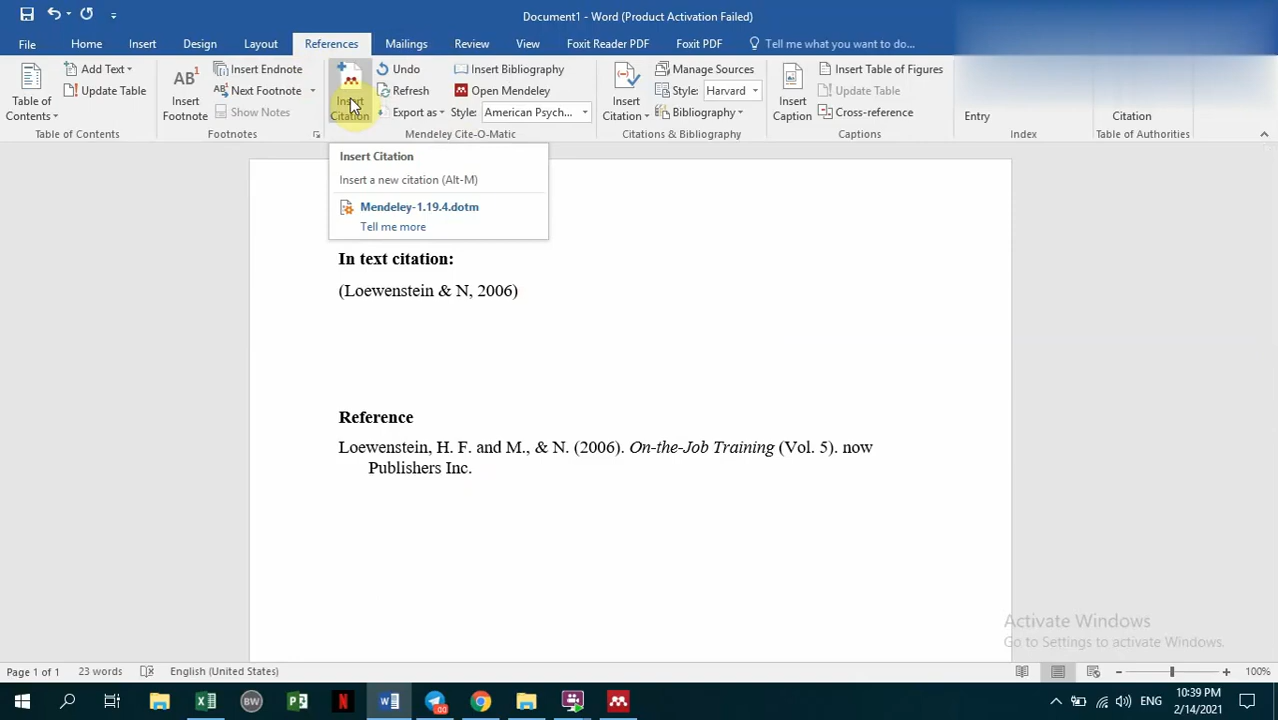 Document1 - Word (Product Activation Failed)
File Home Insert Design Layout References Mailings Review View Foxit Reader PDF Foxit PDF Tell me what you want to do...
Table of Contents
Add Text
Update Table
Table of Contents
AB1 Insert Footnote
Insert Endnote
Next Footnote
Show Notes
Footnotes
Insert Citation
Undo
Refresh
Export as
Insert Bibliography
Open Mendeley
Style: American Psych...
Mendeley Cite-O-Matic
Insert Citation
Manage Sources
Style: Harvard
Bibliography
Citations & Bibliography
Insert Caption
Insert Table of Figures
Update Table
Cross-reference
Captions
Entry
Index
Citation
Table of Authorities
Insert Citation
Insert a new citation (Alt-M)
Mendeley-1.19.4.dotm
Tell me more
In text citation:
(Loewenstein & N, 2006)
Reference
Loewenstein, H. F. and M., & N. (2006). On-the-Job Training (Vol. 5). now
Publishers Inc.
Activate Windows
Go to Settings to activate Windows.
Page 1 of 1 23 words English (United States) 100%
ENG
10:39 PM
2/14/2021